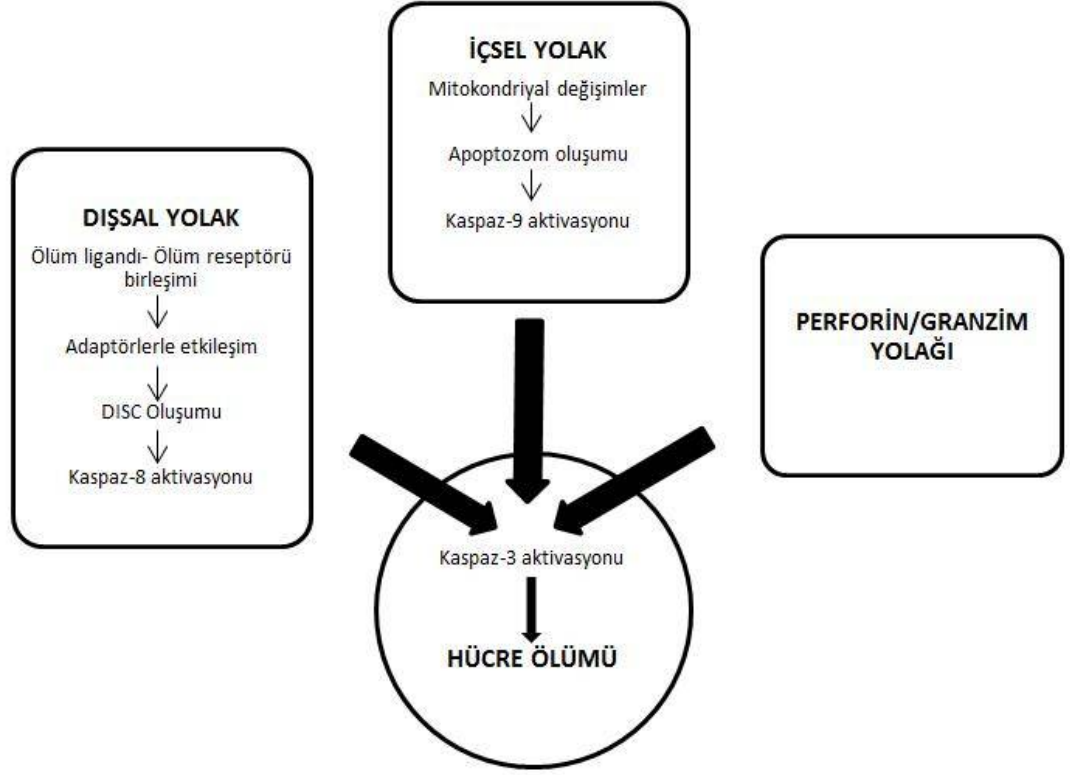 İÇSEL YOLAK
Mitokondriyal değişimler
Apoptozom oluşumu
Kaspaz-9 aktivasyonu
DIŞSAL YOLAK
Ölüm ligandı- Ölüm reseptörü
birleşimi
Adaptörlerle etkileşim
DISC Oluşumu
Kaspaz-8 aktivasyonu
PERFORİN/GRANZİM
YOLAĞI
Kaspaz-3 aktivasyonu
HÜCRE ÖLÜMÜ